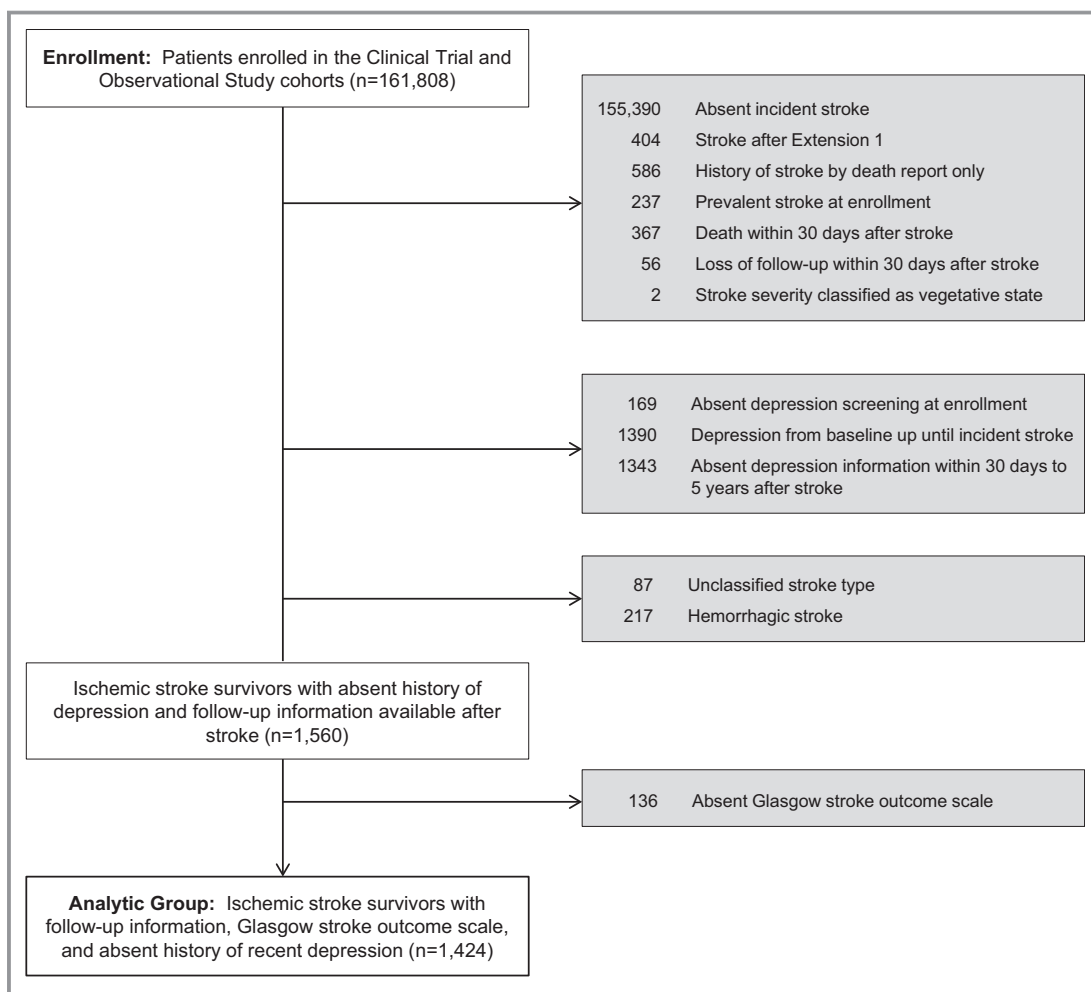 Enrollment: Patients enrolled in the Clinical Trial and
Observational Study cohorts (n=161,808)
155,390 Absent incident stroke
404 Stroke after Extension 1
586 History of stroke by death report only
237 Prevalent stroke at enrollment
367 Death within 30 days after stroke
56 Loss of follow-up within 30 days after stroke
2 Stroke severity classified as vegetative state
169 Absent depression screening at enrollment
1390 Depression from baseline up until incident stroke
1343 Absent depression information within 30 days to
5 years after stroke
87 Unclassified stroke type
217 Hemorrhagic stroke
Ischemic stroke survivors with absent history of
depression and follow-up information available after
stroke (n=1,560)
136 Absent Glasgow stroke outcome scale
Analytic Group: Ischemic stroke survivors with
follow-up information, Glasgow stroke outcome scale,
and absent history of recent depression (n=1,424)